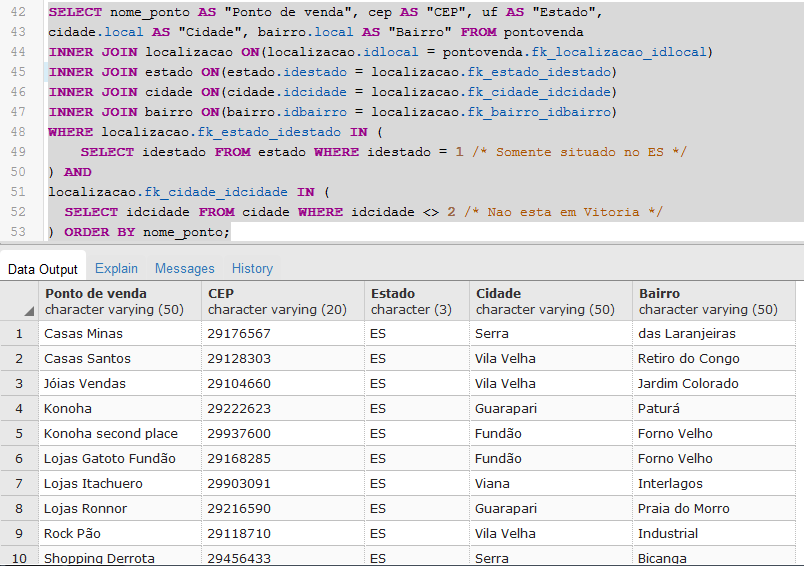 42 SELECT nome_ponto AS "Ponto de venda", cep AS "CEP", uf AS "Estado",
43 cidade.local AS "Cidade", bairro.local AS "Bairro" FROM pontovenda
44 INNER JOIN localizacao ON(localizacao.idlocal = pontovenda.fk_localizacao_idlocal)
45 INNER JOIN estado ON(estado.idestado = localizacao.fk_estado_idestado)
46 INNER JOIN cidade ON(cidade.idcidade = localizacao.fk_cidade_idcidade)
47 INNER JOIN bairro ON(bairro.idbairro = localizacao.fk_bairro_idbairro)
48 WHERE localizacao.fk_estado_idestado IN (
49 SELECT idestado FROM estado WHERE idestado = 1 /* Somente situado no ES */
50 ) AND
51 localizacao.fk_cidade_idcidade IN (
52 SELECT idcidade FROM cidade WHERE idcidade <> 2 /* Nao esta em Vitoria */
53 ) ORDER BY nome_ponto;
Data Output Explain Messages History
Ponto de venda CEP Estado Cidade Bairro
character varying (50) character varying (20) character (3) character varying (50) character varying (50)
1 Casas Minas 29176567 ES Serra das Laranjeiras
2 Casas Santos 29128303 ES Vila Velha Retiro do Congo
3 Jóias Vendas 29104660 ES Vila Velha Jardim Colorado
4 Konoha 29222623 ES Guarapari Paturá
5 Konoha second place 29937600 ES Fundão Forno Velho
6 Lojas Gatoto Fundão 29168285 ES Fundão Forno Velho
7 Lojas Itachuero 29903091 ES Viana Interlagos
8 Lojas Ronnor 29216590 ES Guarapari Praia do Morro
9 Rock Pão 29118710 ES Vila Velha Industrial
10 Shopping Derrota 29456433 ES Serra Bicanga